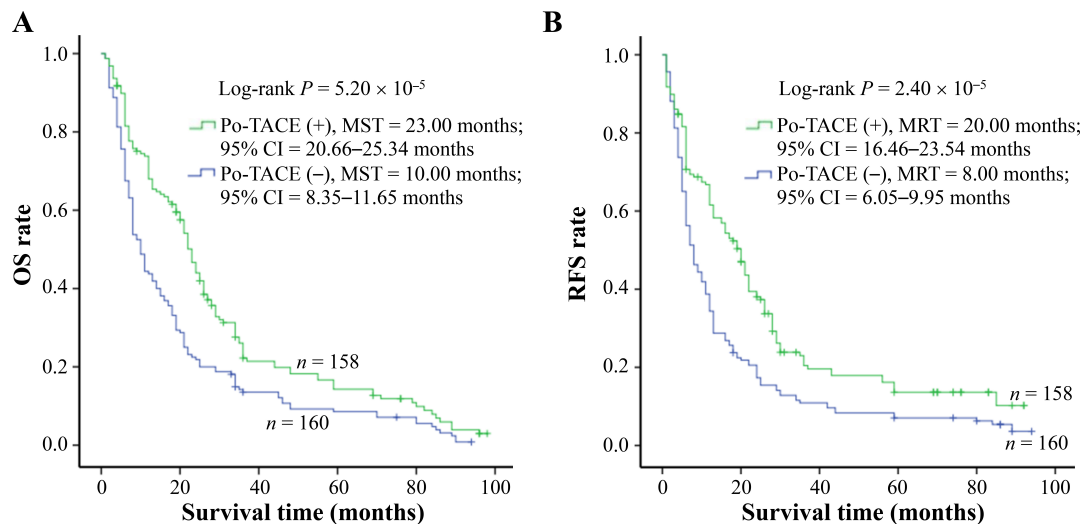 A
OS rate
1.0
0.8
0.6
0.4
0.2
0.0
Log-rank P = 5.20 × 10⁻⁵
Po-TACE (+), MST = 23.00 months;
95% CI = 20.66–25.34 months
Po-TACE (–), MST = 10.00 months;
95% CI = 8.35–11.65 months
n = 158
n = 160
0 20 40 60 80 100
Survival time (months)
B
RFS rate
1.0
0.8
0.6
0.4
0.2
0.0
Log-rank P = 2.40 × 10⁻⁵
Po-TACE (+), MRT = 20.00 months;
95% CI = 16.46–23.54 months
Po-TACE (–), MRT = 8.00 months;
95% CI = 6.05–9.95 months
n = 158
n = 160
0 20 40 60 80 100
Survival time (months)